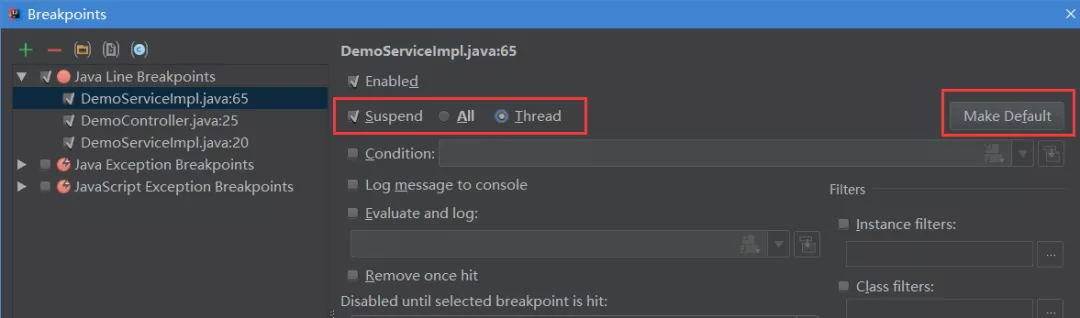 Breakpoints
DemoServiceImpl.java:65
Enabled
Suspend All Thread
Make Default
Condition:
Log message to console
Evaluate and log:
Remove once hit
Disabled until selected breakpoint is hit:
Filters
Instance filters:
...
Class filters:
...
Java Line Breakpoints
DemoServiceImpl.java:65
DemoController.java:25
DemoServiceImpl.java:20
Java Exception Breakpoints
JavaScript Exception Breakpoints